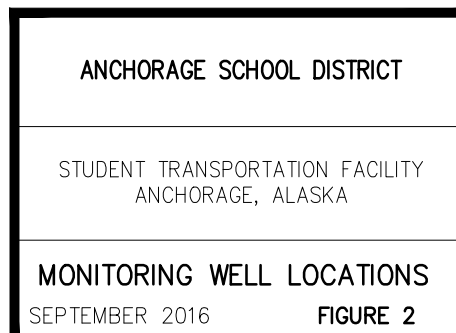 ANCHORAGE SCHOOL DISTRICT
STUDENT TRANSPORTATION FACILITY
ANCHORAGE, ALASKA
MONITORING WELL LOCATIONS
SEPTEMBER 2016 FIGURE 2